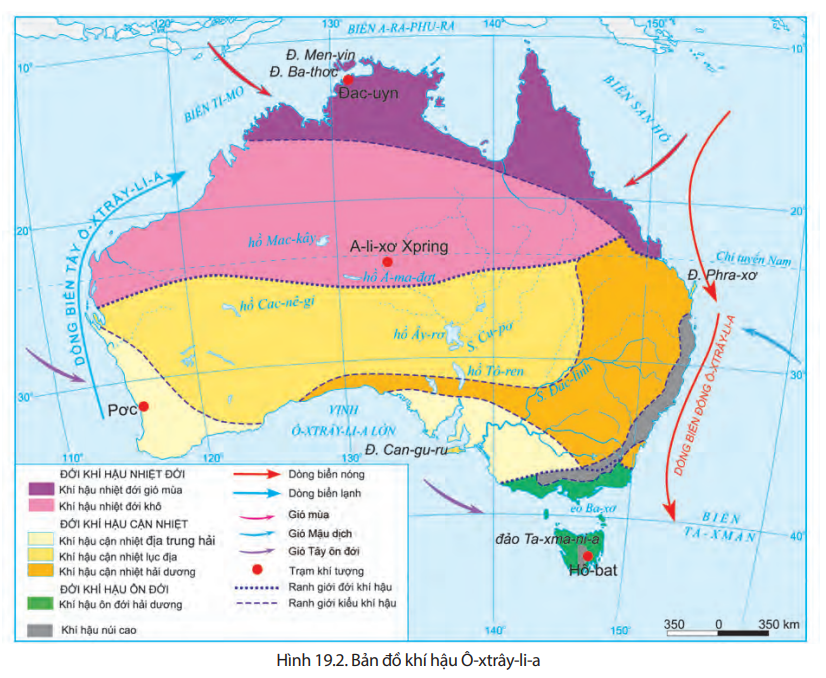 120°
130°
140°
150°
BIỂN A-RA-PHU-RA
10°
10°
Đ. Men-vin
Đ. Ba-thơc
Đac-uyn
BIỂN TI-MO
BIỂN SAN HÔ
20°
20°
hồ Mac-kây
A-li-xơ Xpring
hồ A-ma-đơt
Chí tuyến Nam
Đ. Phra-xơ
DÒNG BIỂN TÂY Ô-XTRÂY-LI-A
hồ Cac-nê-gi
hồ Ây-rơ
S. Cu-pơ
hồ Tô-ren
S. Đac-linh
DÒNG BIỂN ĐÔNG Ô-XTRÂY-LI-A
30°
30°
Pơc
VỊNH
Ô-XTRÂY-LI-A LỚN
Đ. Can-gu-ru
110°
120°
130°
eo Ba-xơ
BIỂN
TA-XMAN
40°
đảo Ta-xma-ni-a
Hô-bat
140°
150°
350 0 350 km
ĐỚI KHÍ HẬU NHIỆT ĐỚI
Khí hậu nhiệt đới gió mùa
Khí hậu nhiệt đới khô
ĐỚI KHÍ HẬU CẬN NHIỆT
Khí hậu cận nhiệt địa trung hải
Khí hậu cận nhiệt lục địa
Khí hậu cận nhiệt hải dương
ĐỚI KHÍ HẬU ÔN ĐỚI
Khí hậu ôn đới hải dương
Khí hậu núi cao
Dòng biển nóng
Dòng biển lạnh
Gió mùa
Gió Mậu dịch
Gió Tây ôn đới
Trạm khí tượng
Ranh giới đới khí hậu
Ranh giới kiểu khí hậu
Hình 19.2. Bản đồ khí hậu Ô-xtrây-li-a